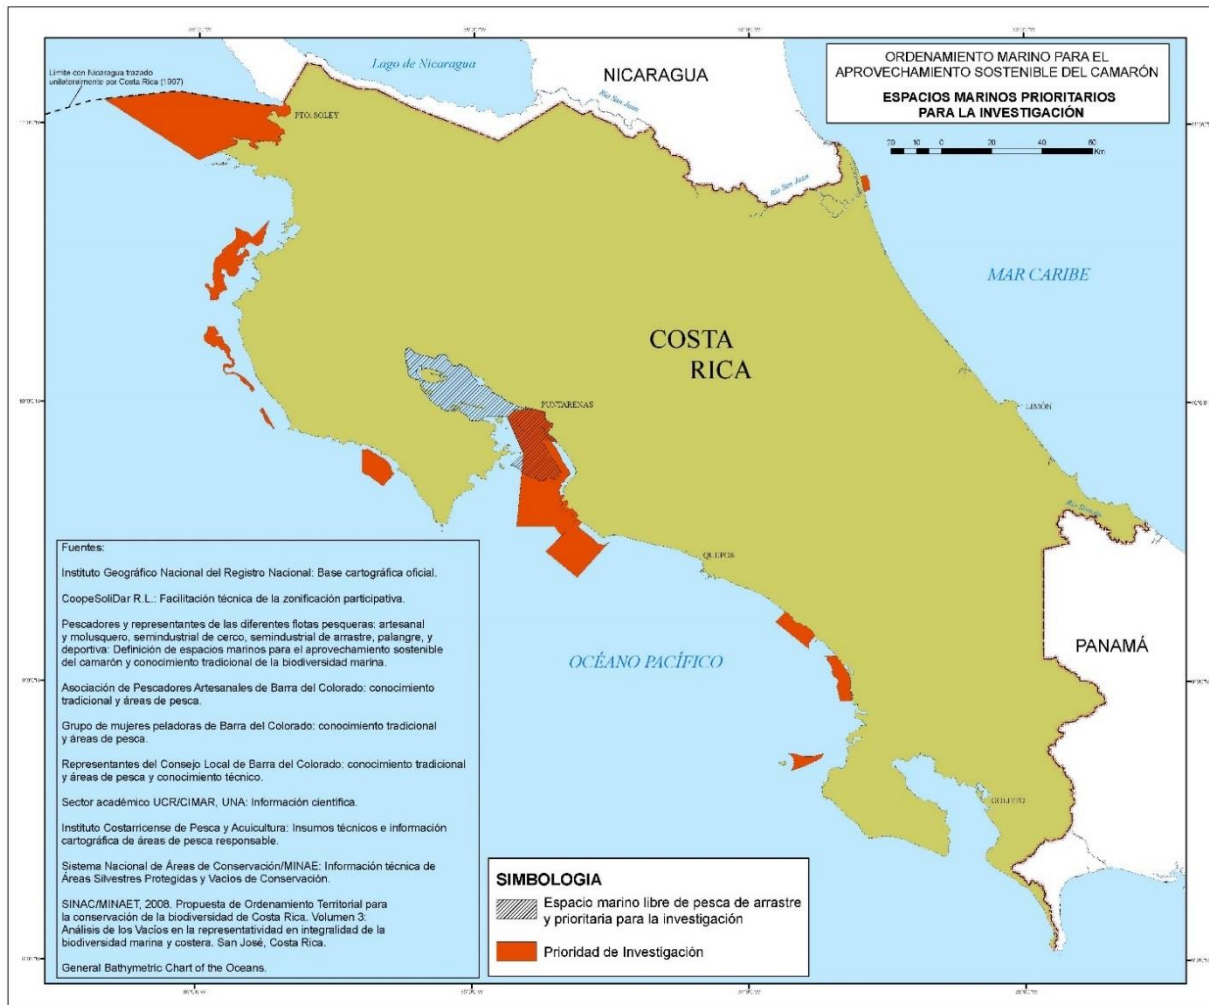 Límite con Nicaragua trazado
unilateralmente por Costa Rica (1997)
Lago de Nicaragua
NICARAGUA
Río San Juan
ORDENAMIENTO MARINO PARA EL
APROVECHAMIENTO SOSTENIBLE DEL CAMARÓN
ESPACIOS MARINOS PRIORITARIOS
PARA LA INVESTIGACIÓN
20 10 0 20 40 60
Km
PTO. SOLEY
Río San Juan
MAR CARIBE
COSTA
RICA
PUNTARENAS
LIMÓN
Río Sixaola
QUEPOS
PANAMÁ
OCÉANO PACÍFICO
GOLFITO
Fuentes:
Instituto Geográfico Nacional del Registro Nacional: Base cartográfica oficial.
CoopeSoliDar R.L.: Facilitación técnica de la zonificación participativa.
Pescadores y representantes de las diferentes flotas pesqueras: artesanal
y molusquero, semindustrial de cerco, semindustrial de arrastre, palangre, y
deportiva: Definición de espacios marinos para el aprovechamiento sostenible
del camarón y conocimiento tradicional de la biodiversidad marina.
Asociación de Pescadores Artesanales de Barra del Colorado: conocimiento
tradicional y áreas de pesca.
Grupo de mujeres peladoras de Barra del Colorado: conocimiento tradicional
y áreas de pesca.
Representantes del Consejo Local de Barra del Colorado: conocimiento tradicional
y áreas de pesca y conocimiento técnico.
Sector académico UCR/CIMAR, UNA: Información científica.
Instituto Costarricense de Pesca y Acuicultura: Insumos técnicos e información
cartográfica de áreas de pesca responsable.
Sistema Nacional de Áreas de Conservación/MINAE: Información técnica de
Áreas Silvestres Protegidas y Vacíos de Conservación.
SINAC/MINAET, 2008. Propuesta de Ordenamiento Territorial para
la conservación de la biodiversidad de Costa Rica. Volumen 3:
Análisis de los Vacíos en la representatividad en integralidad de la
biodiversidad marina y costera. San José, Costa Rica.
General Bathymetric Chart of the Oceans.
SIMBOLOGIA
Espacio marino libre de pesca de arrastre
y prioritaria para la investigación
Prioridad de Investigación